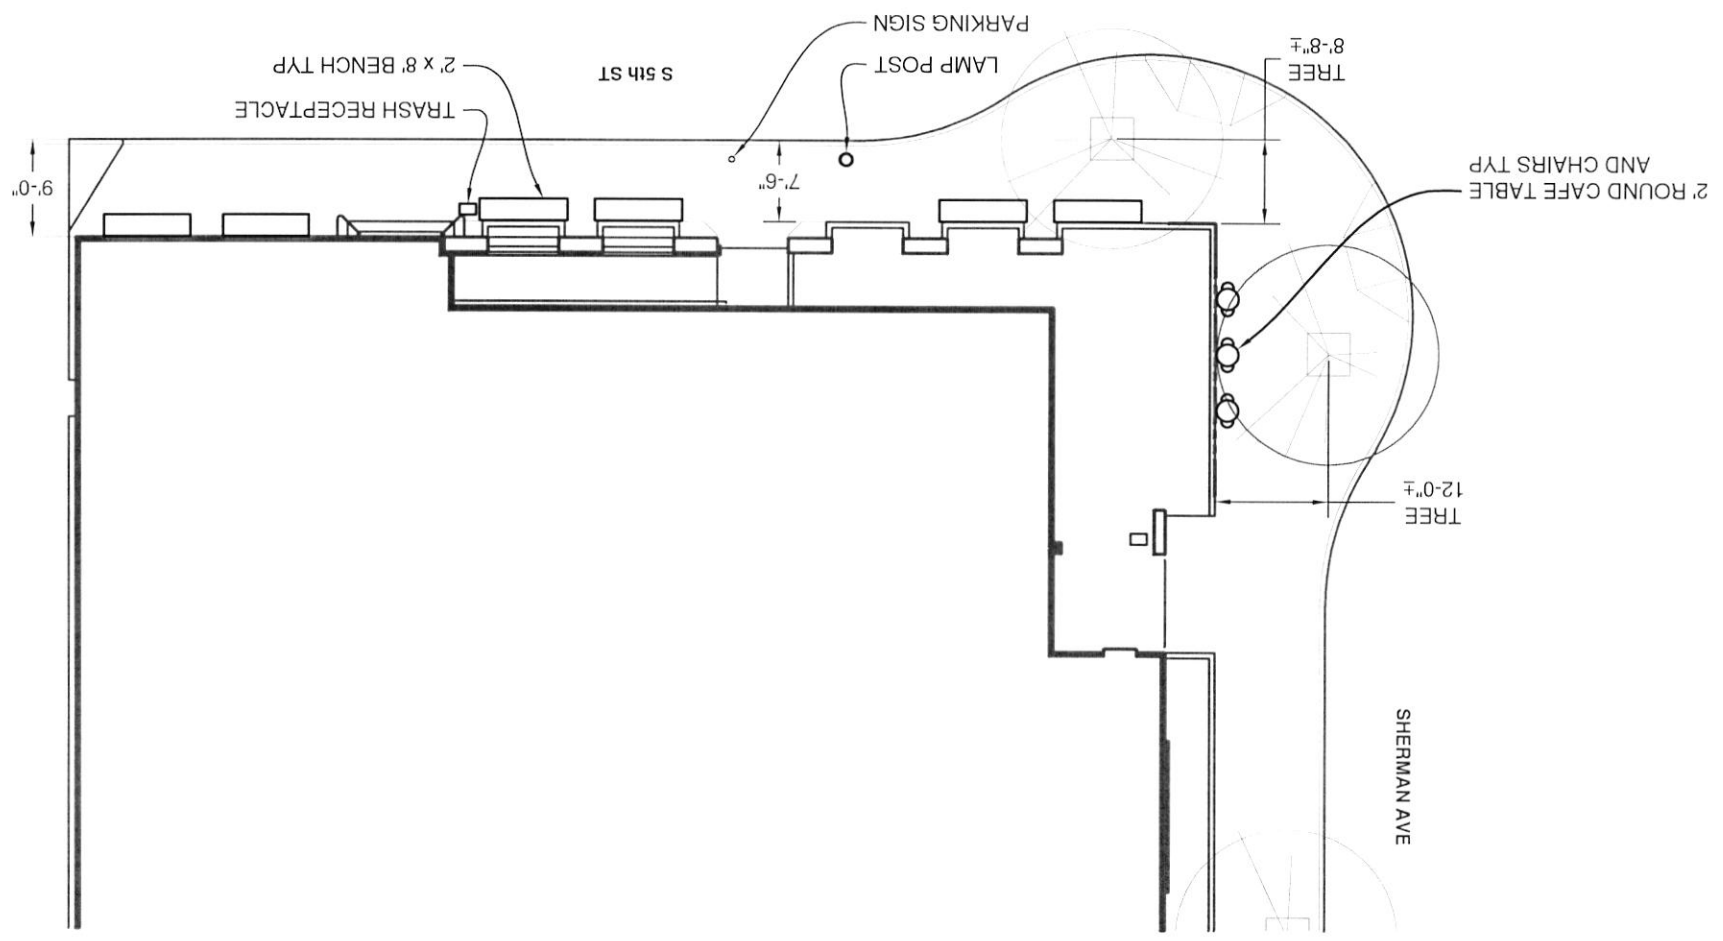 PARKING SIGN
LAMP POST
S 5th ST
2' x 8' BENCH TYP
TRASH RECEPTACLE
TREE
8'-8"±
9'-0"
7'-6"
2' ROUND CAFE TABLE
AND CHAIRS TYP
TREE
12-0"±
SHERMAN AVE